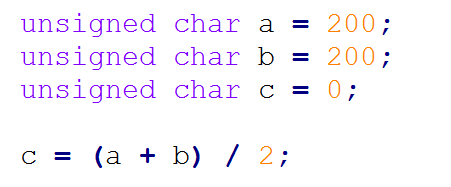 unsigned char a = 200;
unsigned char b = 200;
unsigned char c = 0;
c = (a + b) / 2;